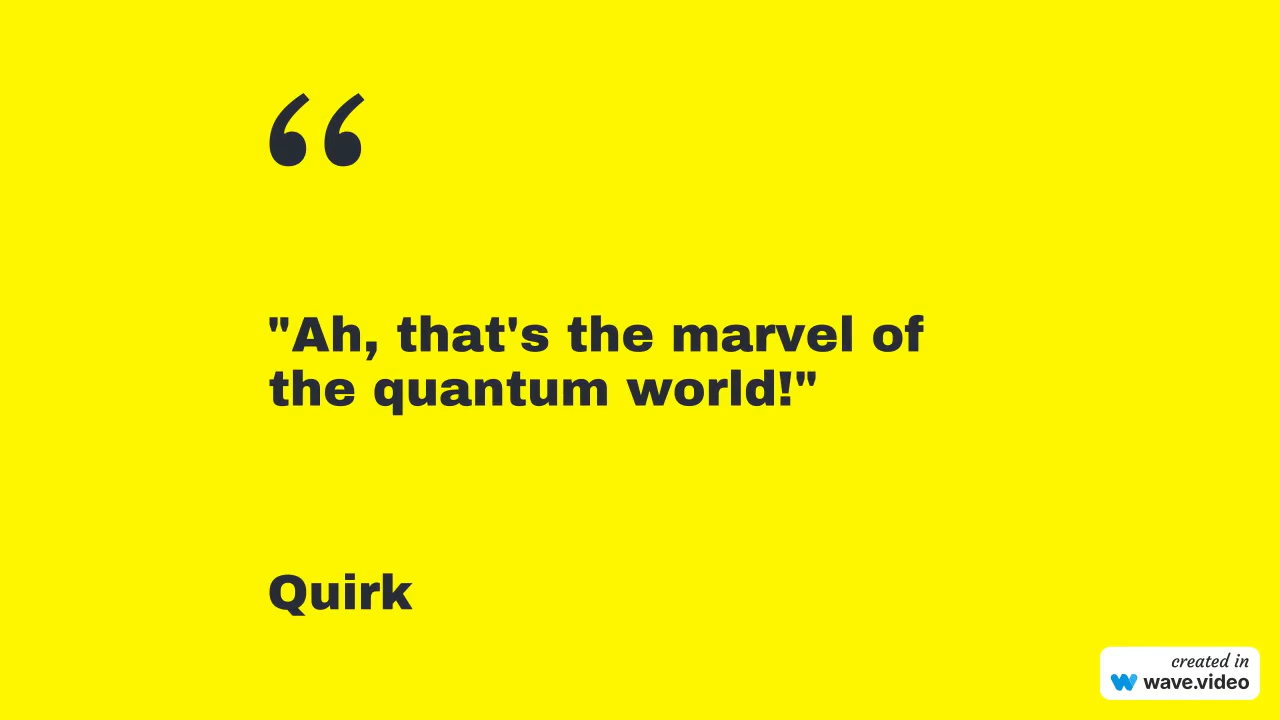 “
"Ah, that's the marvel of
the quantum world!"
Quirk
created in
wave.video